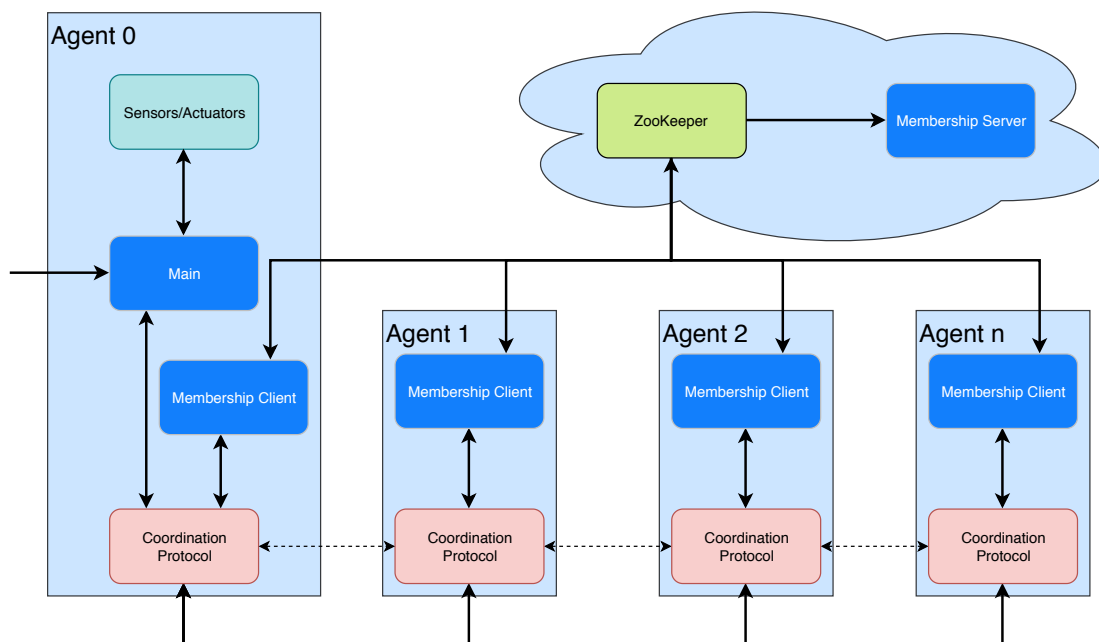 Agent 0
Sensors/Actuators
ZooKeeper
Membership Server
Main
Agent 1
Agent 2
Agent n
Membership Client
Membership Client
Membership Client
Membership Client
Coordination
Protocol
Coordination
Protocol
Coordination
Protocol
Coordination
Protocol